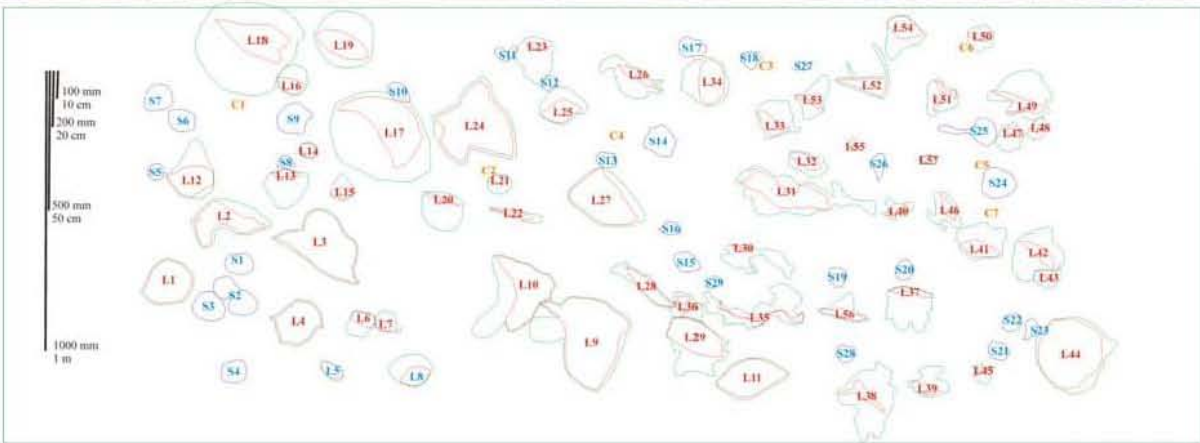 L18 L19 L23 S17 L54 L50
S11 S18 C3 C6
S27
L16 S10 S12 L26 L34 L52
100 mm
10 cm
S7 C1 L25 L53 L51 L49
200 mm
20 cm
S6 S9 L17 L24 L33 S25 L47 L48
C4 S14
L14 L55
S8 S13 L32 S26 L57 C5
S5 L12 L13 C2 L21 L31 S24
L15
500 mm
50 cm
L20 L22 L27 L40 L46 C7
L2 S16
L3 L30 L41 L42
S1 S15
L1 S19 S20 L43
L10 L28 S29
S2 L37
S3 L36
L4 L6 L7 L35 L56 S22 S23
1000 mm
1 m
L9 L29 S28 S21 L44
S4 L5 L8 L11 L45
L38 L39